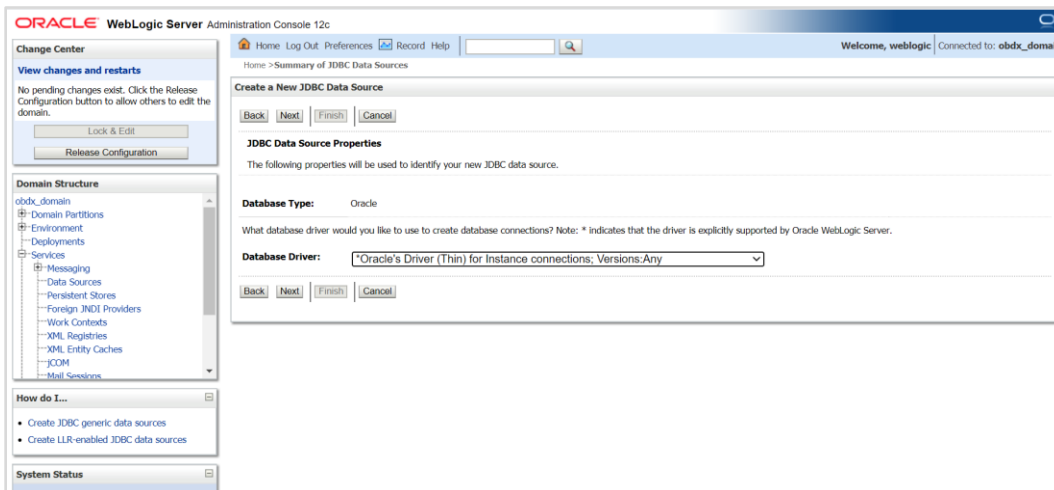 ORACLE® WebLogic Server Administration Console 12c
Change Center
View changes and restarts
No pending changes exist. Click the Release
Configuration button to allow others to edit the
domain.
Lock & Edit
Release Configuration
Domain Structure
obdx_domain
Domain Partitions
Environment
Deployments
Services
Messaging
Data Sources
Persistent Stores
Foreign JNDI Providers
Work Contexts
XML Registries
XML Entity Caches
jCOM
Mail Sessions
How do I...
Create JDBC generic data sources
Create LLR-enabled JDBC data sources
System Status
Home Log Out Preferences Record Help
Welcome, weblogic Connected to: obdx_domai
Home >Summary of JDBC Data Sources
Create a New JDBC Data Source
Back Next Finish Cancel
JDBC Data Source Properties
The following properties will be used to identify your new JDBC data source.
Database Type: Oracle
What database driver would you like to use to create database connections? Note: * indicates that the driver is explicitly supported by Oracle WebLogic Server.
Database Driver: *Oracle's Driver (Thin) for Instance connections; Versions:Any
Back Next Finish Cancel